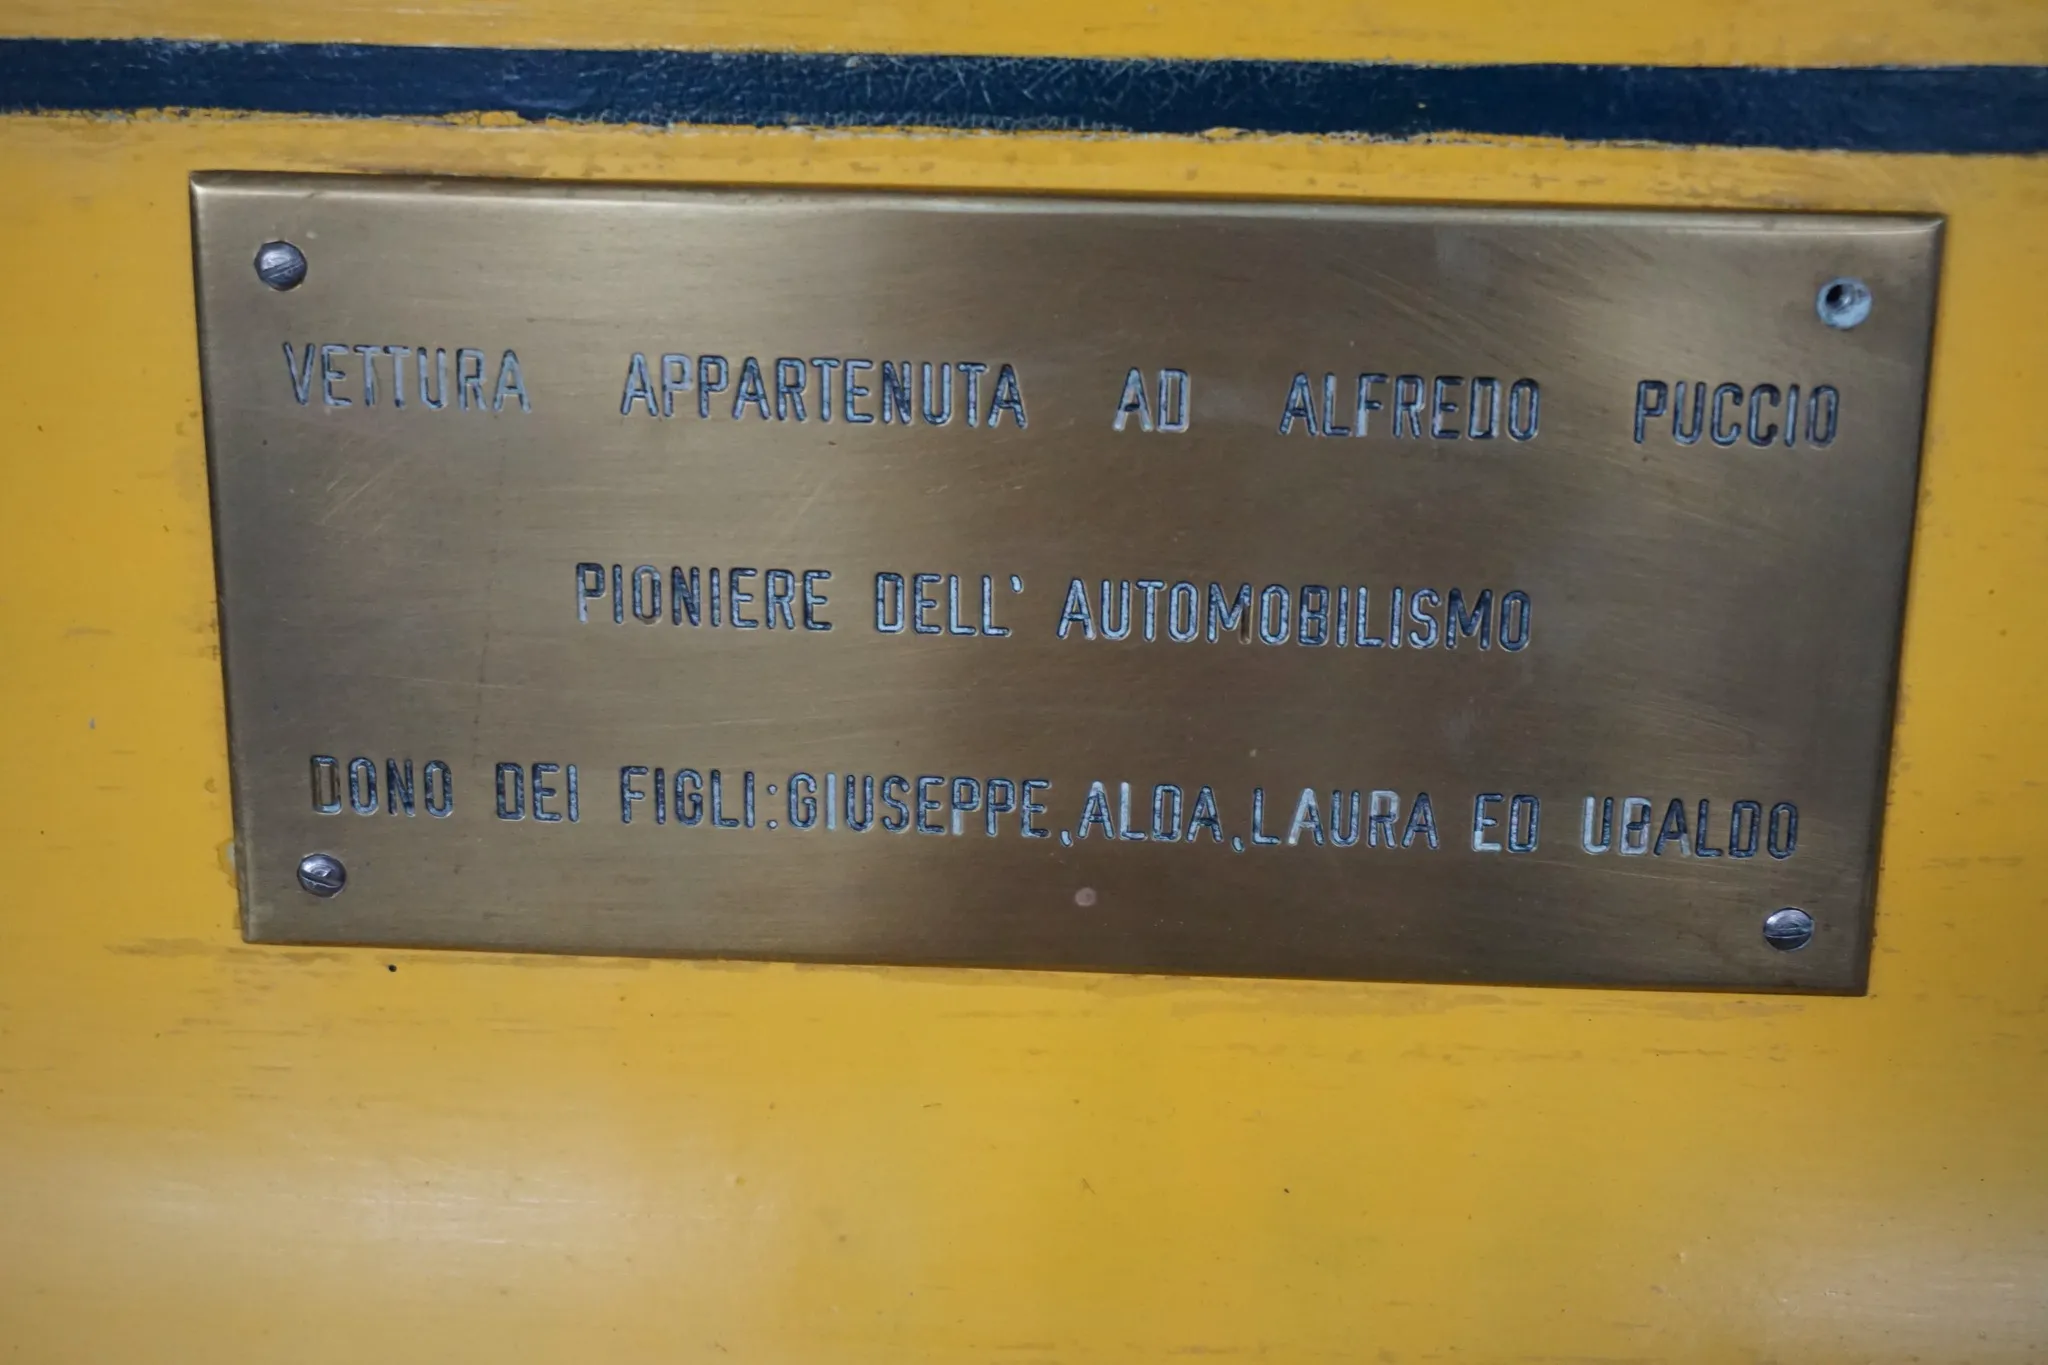 VETTURA APPARTENUTA AD ALFREDO PUCCIO
PIONIERE DELL' AUTOMOBILISMO
DONO DEI FIGLI:GIUSEPPE,ALDA,LAURA ED UBALDO